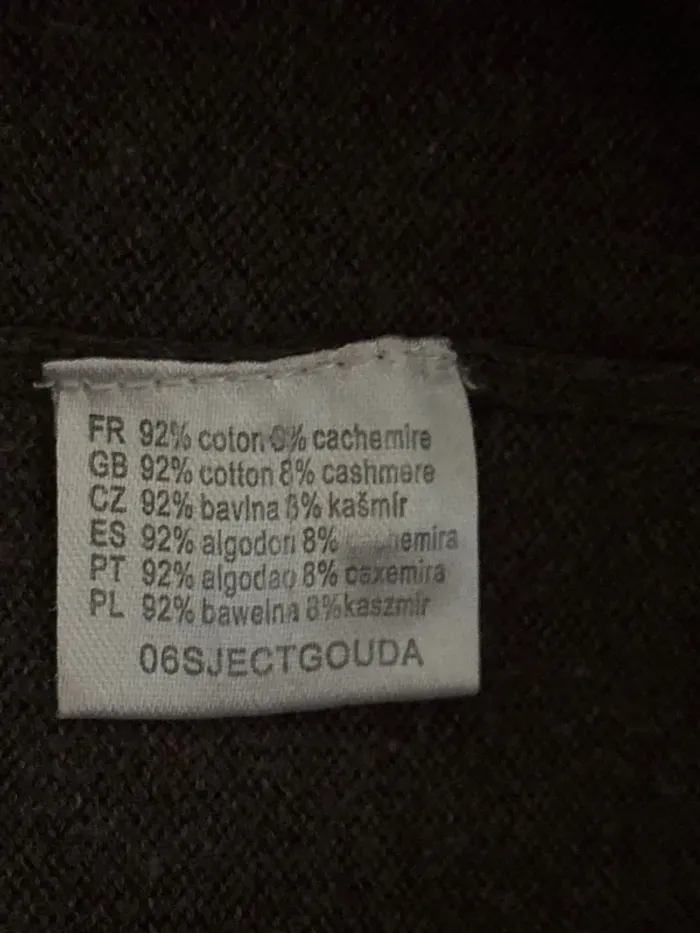 FR 92% coton 8% cachemire
GB 92% cotton 8% cashmere
CZ 92% bavlna 8% kašmír
ES 92% algodon 8%
PT 92% algodao 8% caxemira
PL 92% bawelna 8% kaszmir
06SJECTGOUDA